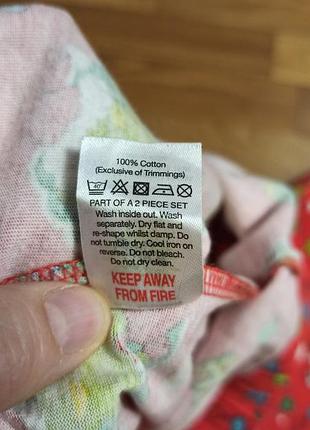 100% Cotton
(Exclusive of Trimmings)
40
PART OF A 2 PIECE SET
Wash inside out. Wash
separately. Dry flat and
re-shape whilst damp. Do
not tumble dry. Cool iron on
reverse. Do not bleach.
Do not dry clean.
KEEP AWAY
FROM FIRE